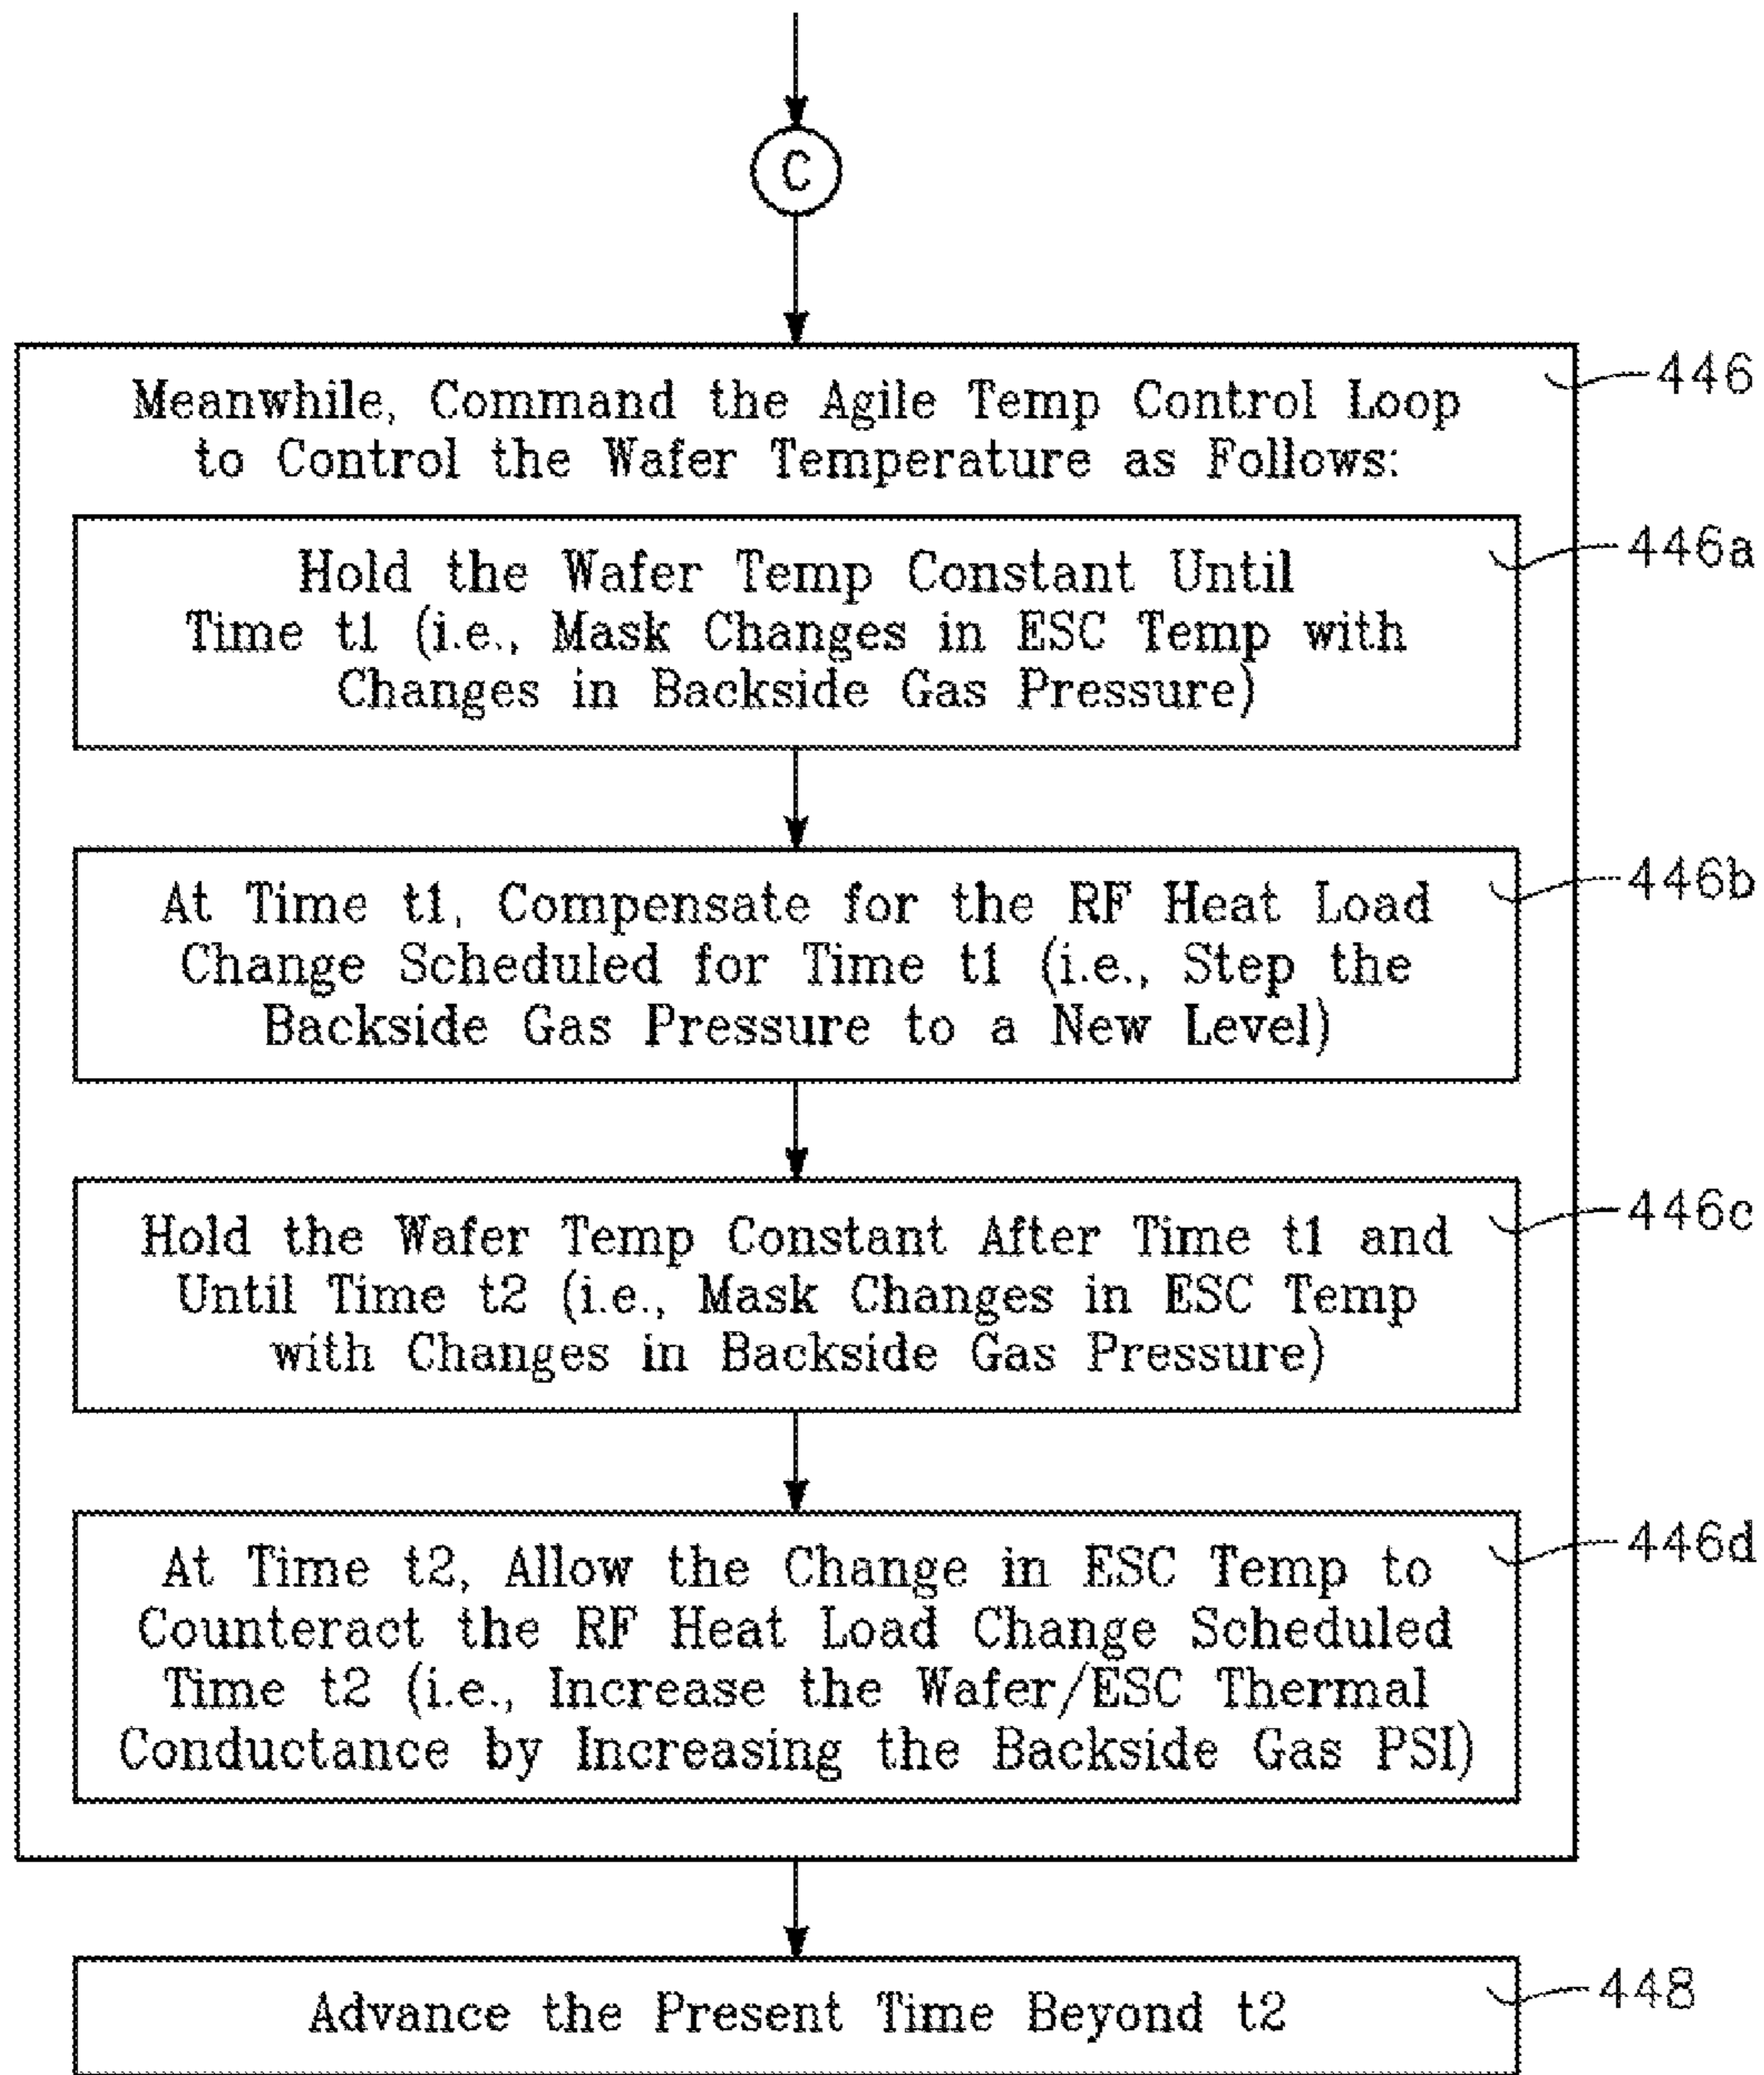 C
Meanwhile, Command the Agile Temp Control Loop
to Control the Wafer Temperature as Follows:
446
Hold the Wafer Temp Constant Until
Time t1 (i.e., Mask Changes in ESC Temp with
Changes in Backside Gas Pressure)
446a
At Time t1, Compensate for the RF Heat Load
Change Scheduled for Time t1 (i.e., Step the
Backside Gas Pressure to a New Level)
446b
Hold the Wafer Temp Constant After Time t1 and
Until Time t2 (i.e., Mask Changes in ESC Temp
with Changes in Backside Gas Pressure)
446c
At Time t2, Allow the Change in ESC Temp to
Counteract the RF Heat Load Change Scheduled
Time t2 (i.e., Increase the Wafer/ESC Thermal
Conductance by Increasing the Backside Gas PSI)
446d
Advance the Present Time Beyond t2
448